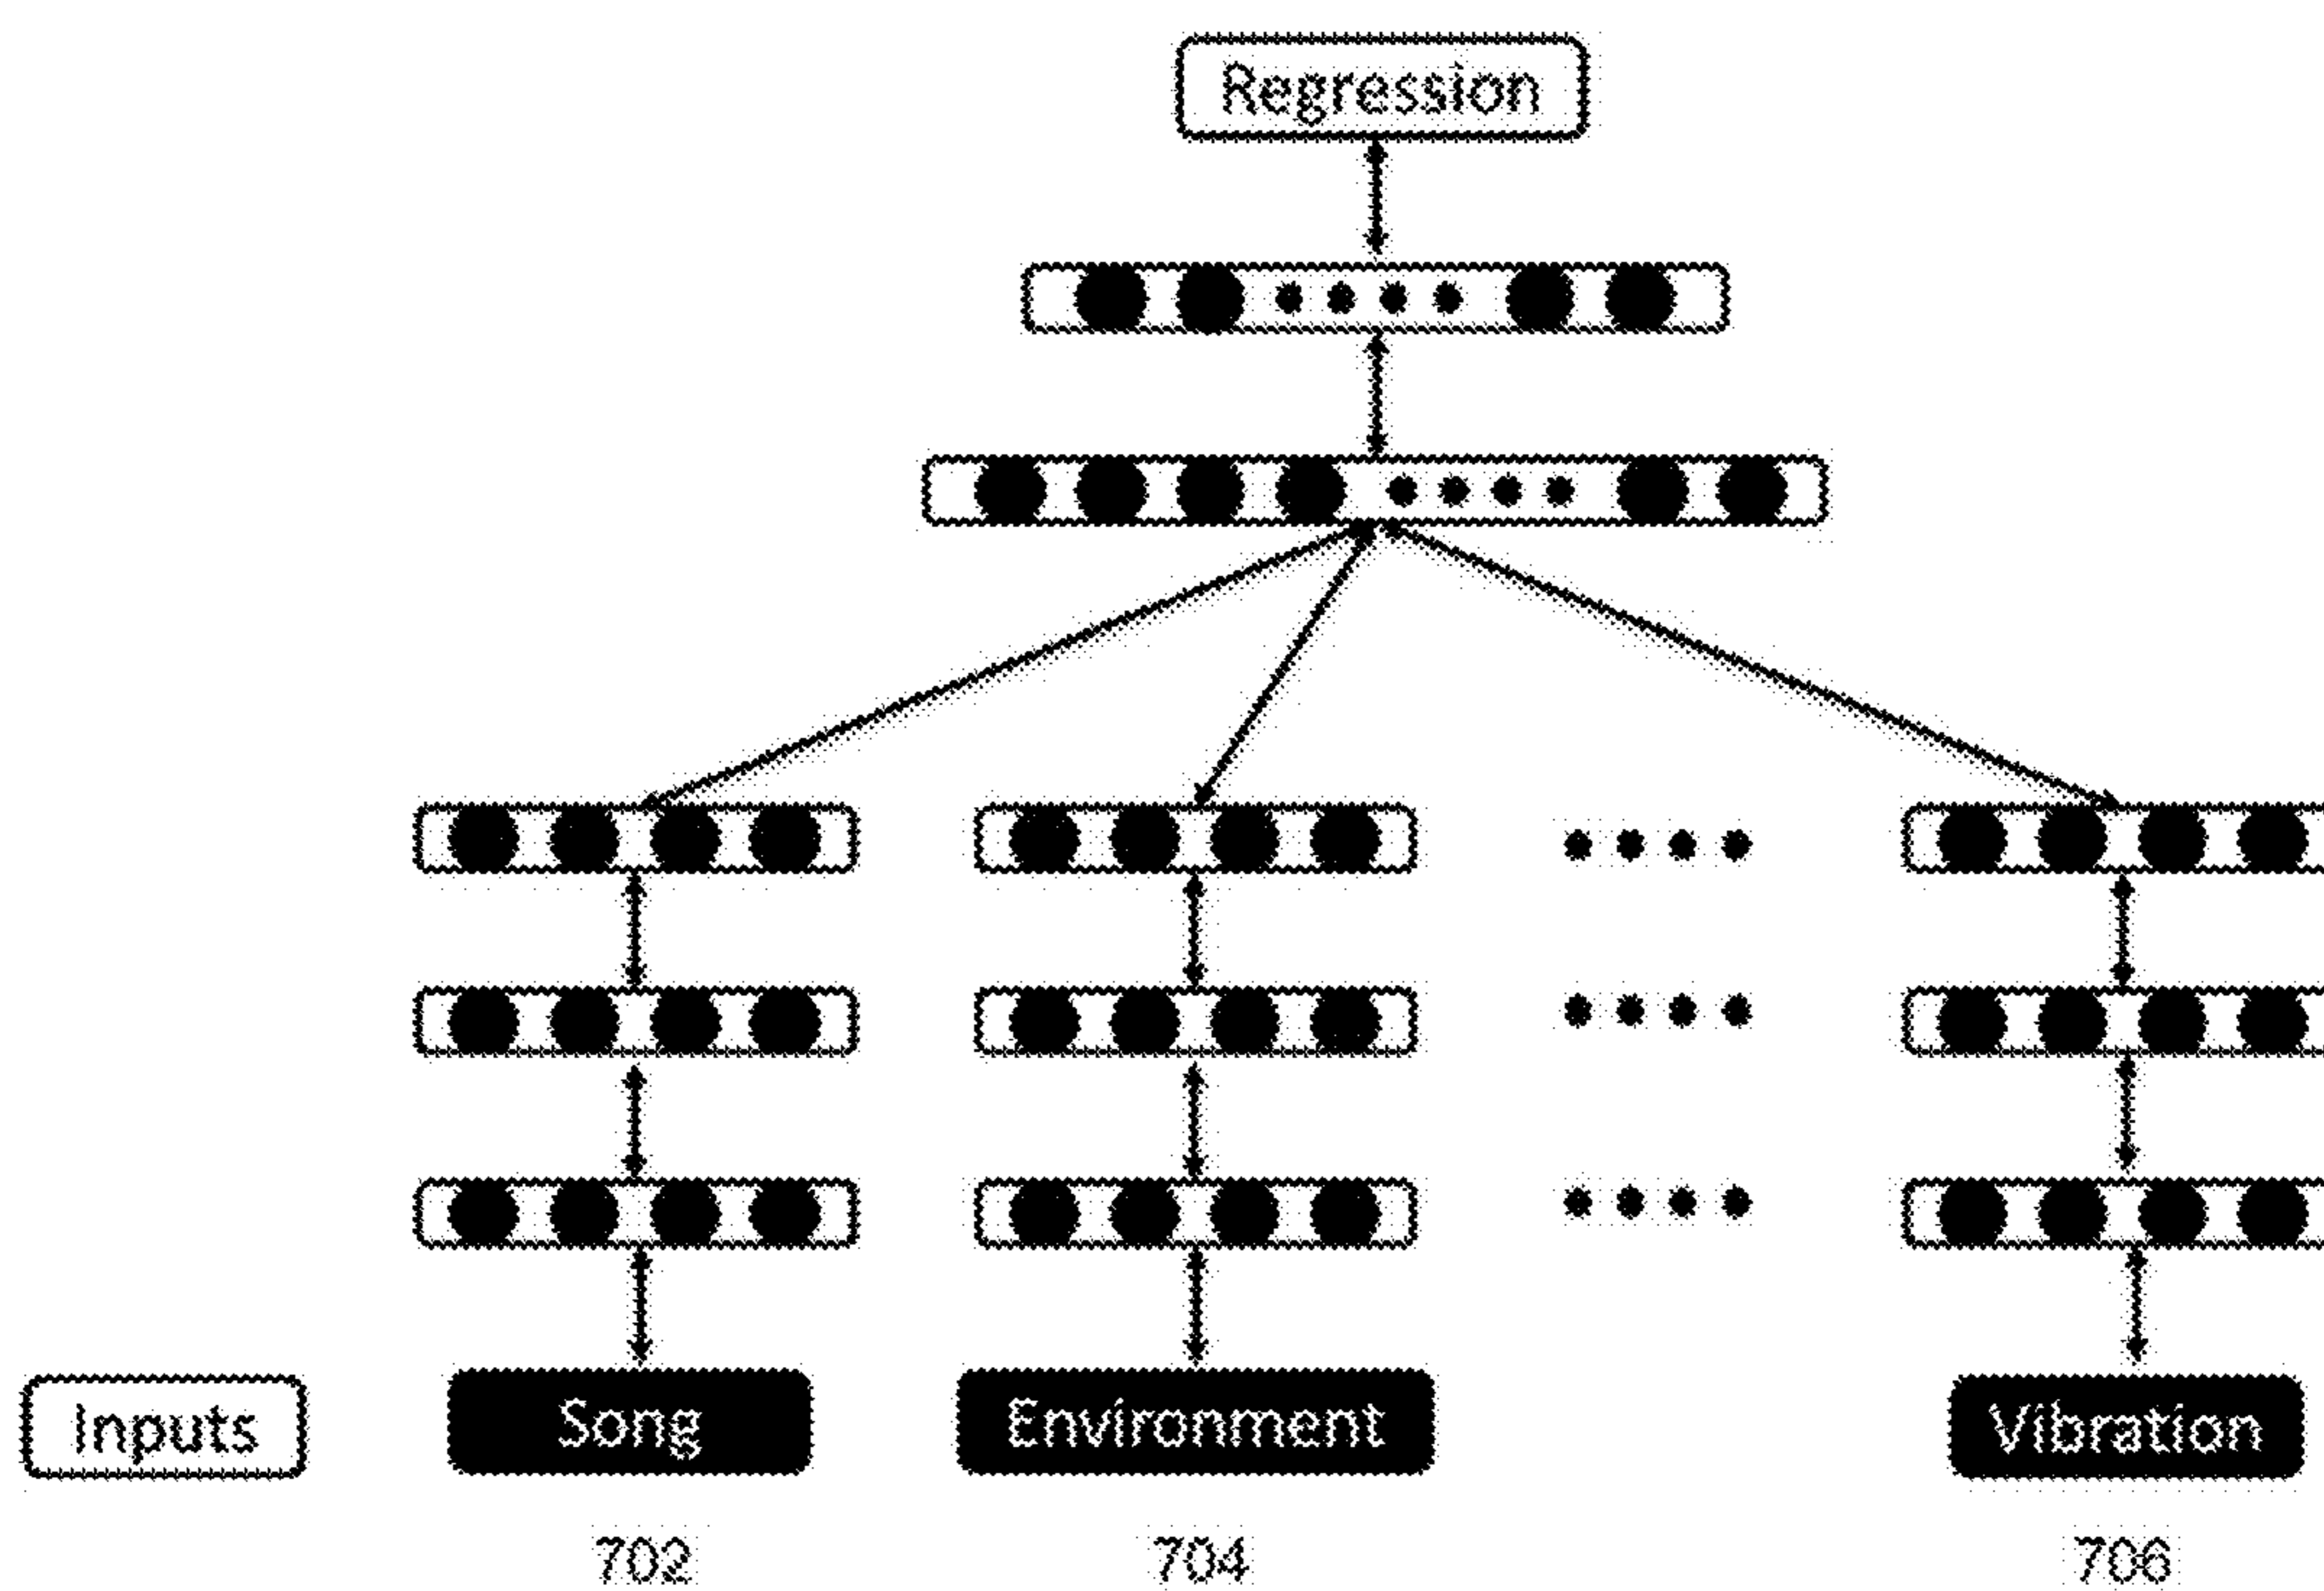 Regression
Inputs
Song
Environment
Vibration
702
704
706